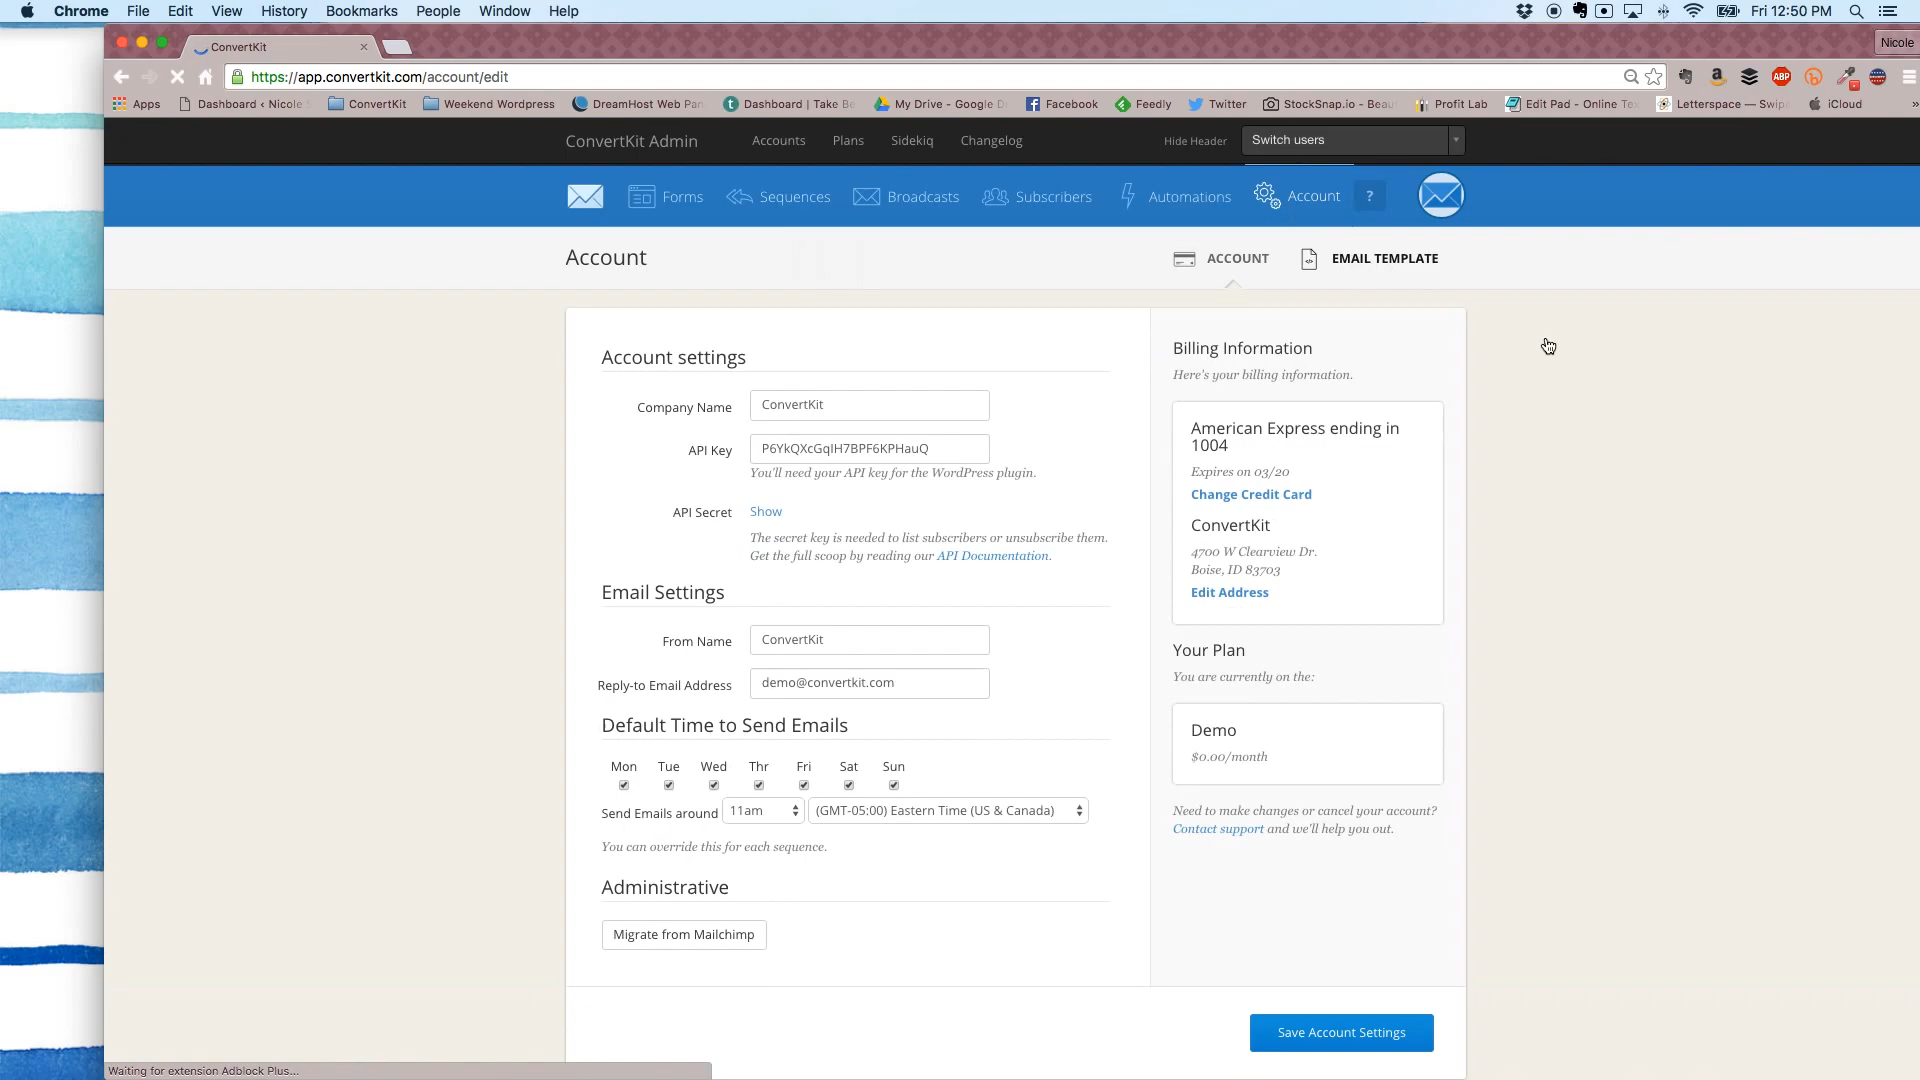 Chrome File Edit View History Bookmarks People Window Help Fri 12:50 PM
ConvertKit Nicole
https://app.convertkit.com/account/edit
Apps Dashboard ‹ Nicole ConvertKit Weekend Wordpress DreamHost Web Pan Dashboard | Take B My Drive - Google D Facebook Feedly Twitter StockSnap.io - Beau Profit Lab Edit Pad - Online Te Letterspace — Swip iCloud »
ConvertKit Admin Accounts Plans Sidekiq Changelog Hide Header Switch users
Forms Sequences Broadcasts Subscribers Automations Account ?
Account ACCOUNT EMAIL TEMPLATE
Account settings
Company Name ConvertKit
API Key P6YkQXcGqIH7BPF6KPHauQ
You'll need your API key for the WordPress plugin.
API Secret Show
The secret key is needed to list subscribers or unsubscribe them.
Get the full scoop by reading our API Documentation.
Email Settings
From Name ConvertKit
Reply-to Email Address demo@convertkit.com
Default Time to Send Emails
Mon Tue Wed Thr Fri Sat Sun
Send Emails around 11am (GMT-05:00) Eastern Time (US & Canada)
You can override this for each sequence.
Administrative
Migrate from Mailchimp
Billing Information
Here's your billing information.
American Express ending in
1004
Expires on 03/20
Change Credit Card
ConvertKit
4700 W Clearview Dr.
Boise, ID 83703
Edit Address
Your Plan
You are currently on the:
Demo
$0.00/month
Need to make changes or cancel your account?
Contact support and we'll help you out.
Save Account Settings
Waiting for extension Adblock Plus...
ABP